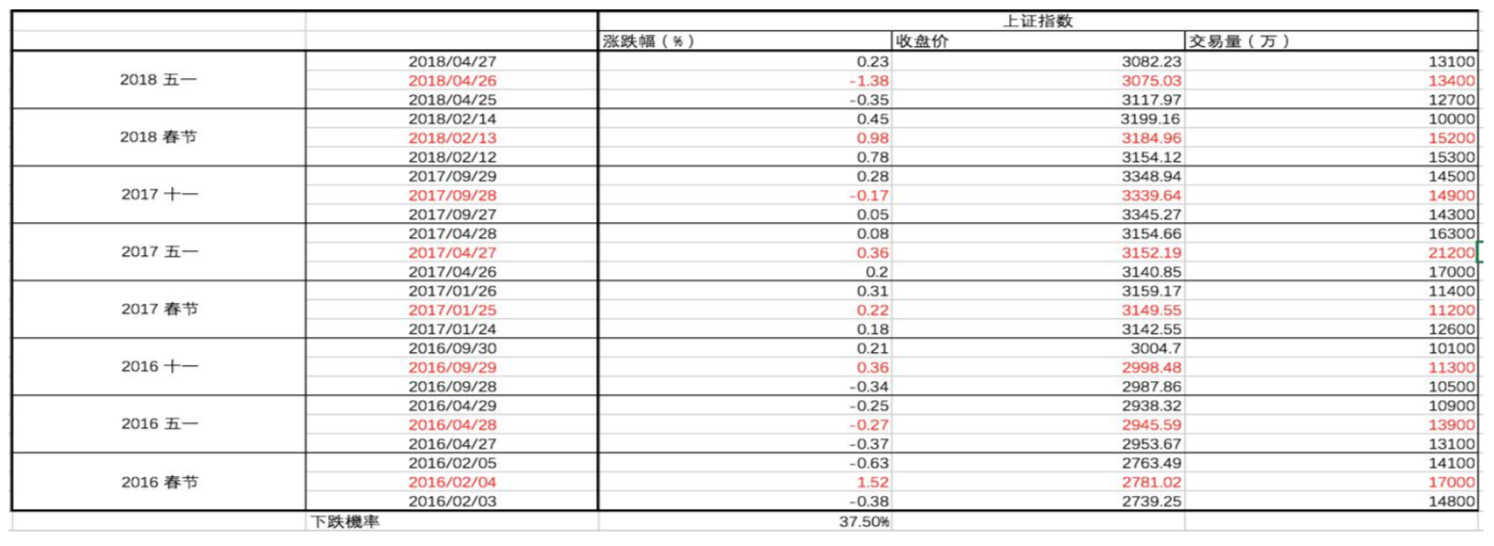 上证指数
涨跌幅（%） 收盘价 交易量（万）
2018/04/27 0.23 3082.23 13100
2018 五一 2018/04/26 -1.38 3075.03 13400
2018/04/25 -0.35 3117.97 12700
2018/02/14 0.45 3199.16 10000
2018 春节 2018/02/13 0.98 3184.96 15200
2018/02/12 0.78 3154.12 15300
2017/09/29 0.28 3348.94 14500
2017 十一 2017/09/28 -0.17 3339.64 14900
2017/09/27 0.05 3345.27 14300
2017/04/28 0.08 3154.66 16300
2017 五一 2017/04/27 0.36 3152.19 21200
2017/04/26 0.2 3140.85 17000
2017/01/26 0.31 3159.17 11400
2017 春节 2017/01/25 0.22 3149.55 11200
2017/01/24 0.18 3142.55 12600
2016/09/30 0.21 3004.7 10100
2016 十一 2016/09/29 0.36 2998.48 11300
2016/09/28 -0.34 2987.86 10500
2016/04/29 -0.25 2938.32 10900
2016 五一 2016/04/28 -0.27 2945.59 13900
2016/04/27 -0.37 2953.67 13100
2016/02/05 -0.63 2763.49 14100
2016 春节 2016/02/04 1.52 2781.02 17000
2016/02/03 -0.38 2739.25 14800
下跌機率 37.50%